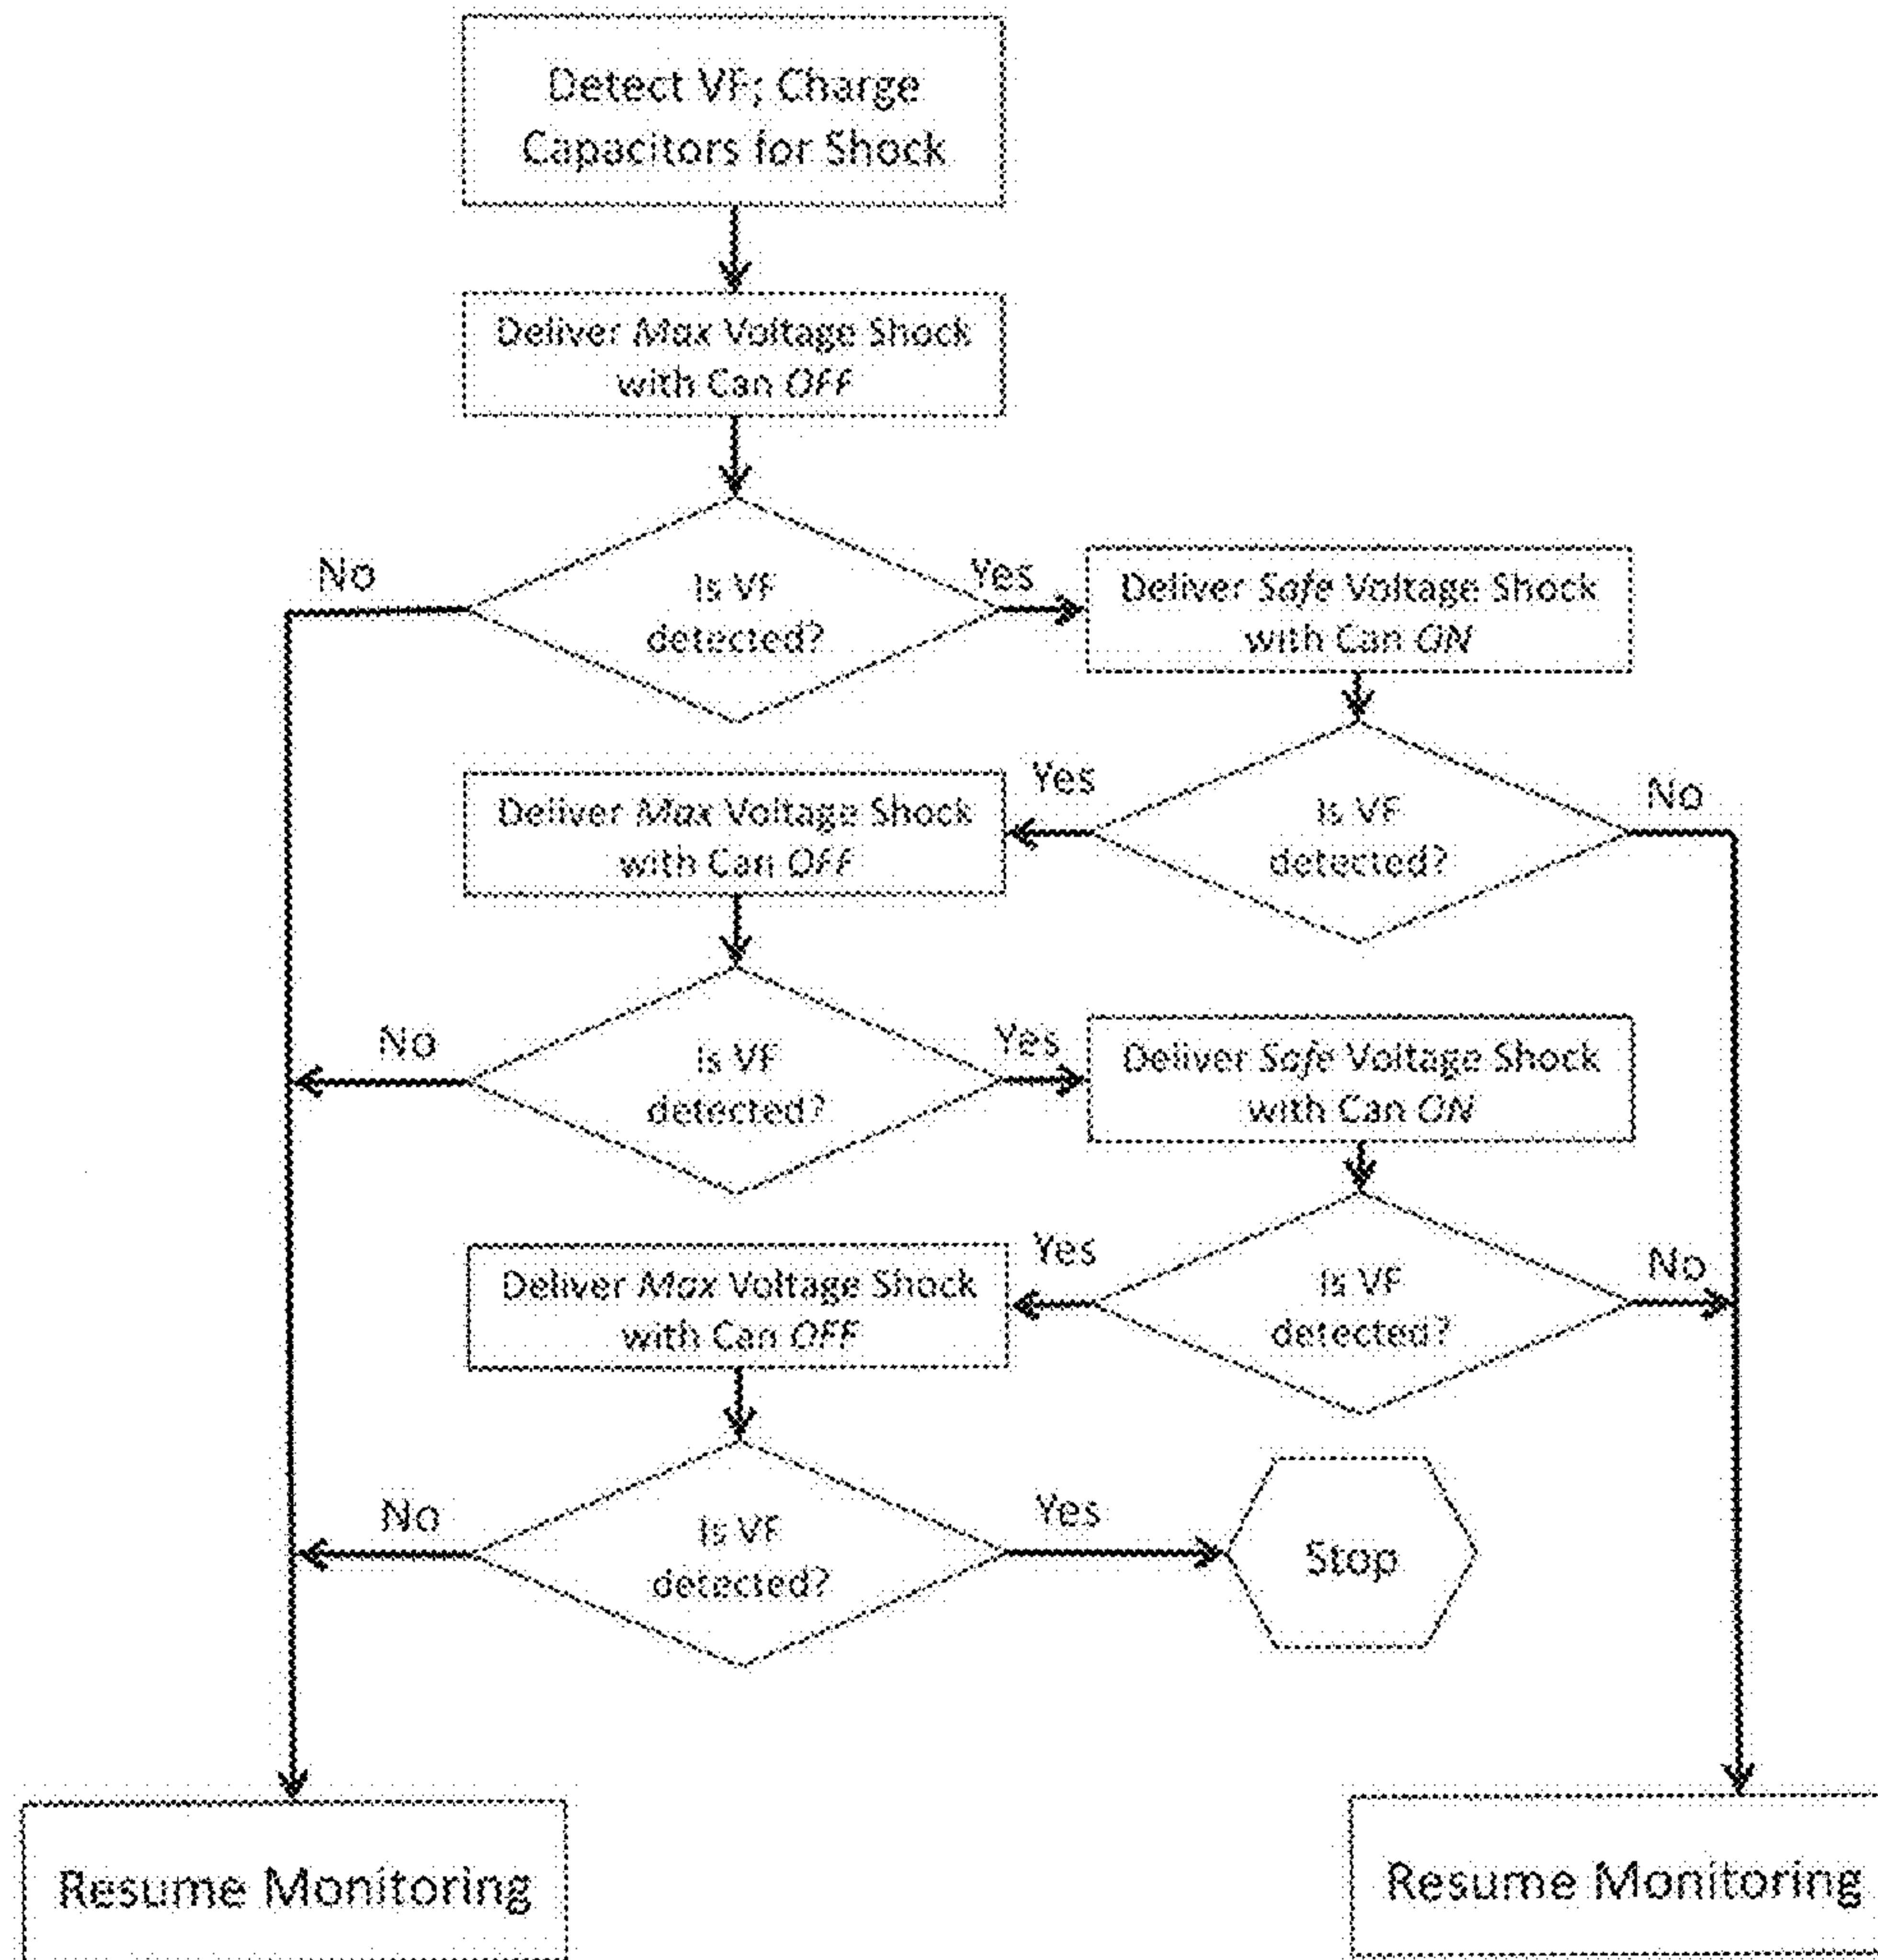 Detect VF; Charge
Capacitors for Shock
Deliver Max Voltage Shock
with Can OFF
No
Is VF
detected?
Yes
Deliver Safe Voltage Shock
with Can ON
Yes
Is VF
detected?
No
Deliver Max Voltage Shock
with Can OFF
No
Is VF
detected?
Yes
Deliver Safe Voltage Shock
with Can ON
Yes
Is VF
detected?
No
Deliver Max Voltage Shock
with Can OFF
No
Is VF
detected?
Yes
Stop
Resume Monitoring
Resume Monitoring